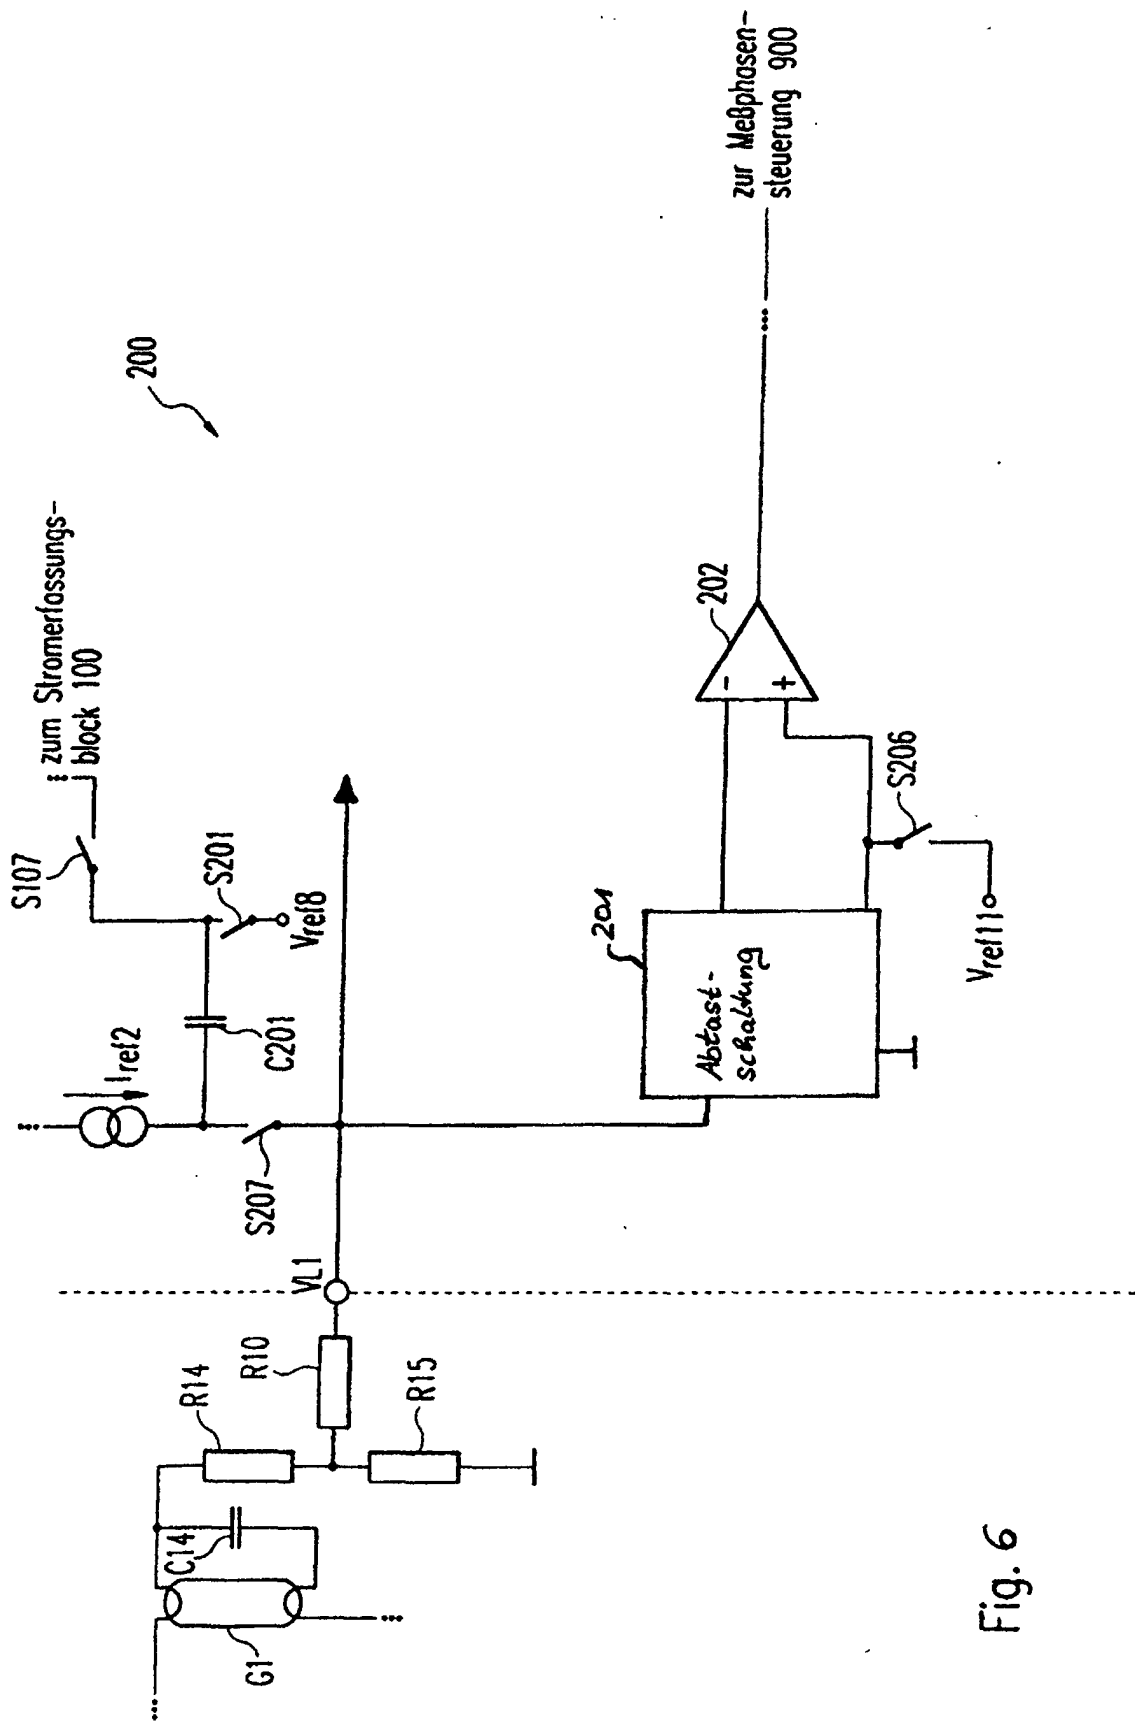 200
zum Stromerfassungs-
block 100
S107
S201
Vref8
Iref2
C201
S207
VL1
R10
R14
R15
C14
G1
201
Abtast-
schaltung
202
-
+
S206
Vref11
zur Meßphasen-
steuerung 900
Fig. 6